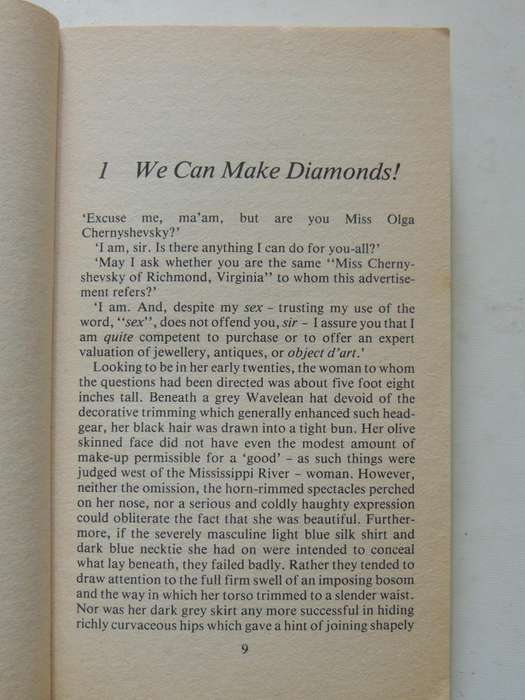 1 We Can Make Diamonds!
‘Excuse me, ma’am, but are you Miss Olga
Chernyshevsky?’
‘I am, sir. Is there anything I can do for you-all?’
‘May I ask whether you are the same “Miss Cherny-
shevsky of Richmond, Virginia” to whom this advertise-
ment refers?’
‘I am. And, despite my sex – trusting my use of the
word, “sex”, does not offend you, sir – I assure you that I
am quite competent to purchase or to offer an expert
valuation of jewellery, antiques, or object d’art.’
Looking to be in her early twenties, the woman to whom
the questions had been directed was about five foot eight
inches tall. Beneath a grey Wavelean hat devoid of the
decorative trimming which generally enhanced such head-
gear, her black hair was drawn into a tight bun. Her olive
skinned face did not have even the modest amount of
make-up permissible for a ‘good’ – as such things were
judged west of the Mississippi River – woman. However,
neither the omission, the horn-rimmed spectacles perched
on her nose, nor a serious and coldly haughty expression
could obliterate the fact that she was beautiful. Further-
more, if the severely masculine light blue silk shirt and
dark blue necktie she had on were intended to conceal
what lay beneath, they failed badly. Rather they tended to
draw attention to the full firm swell of an imposing bosom
and the way in which her torso trimmed to a slender waist.
Nor was her dark grey skirt any more successful in hiding
richly curvaceous hips which gave a hint of joining shapely
9